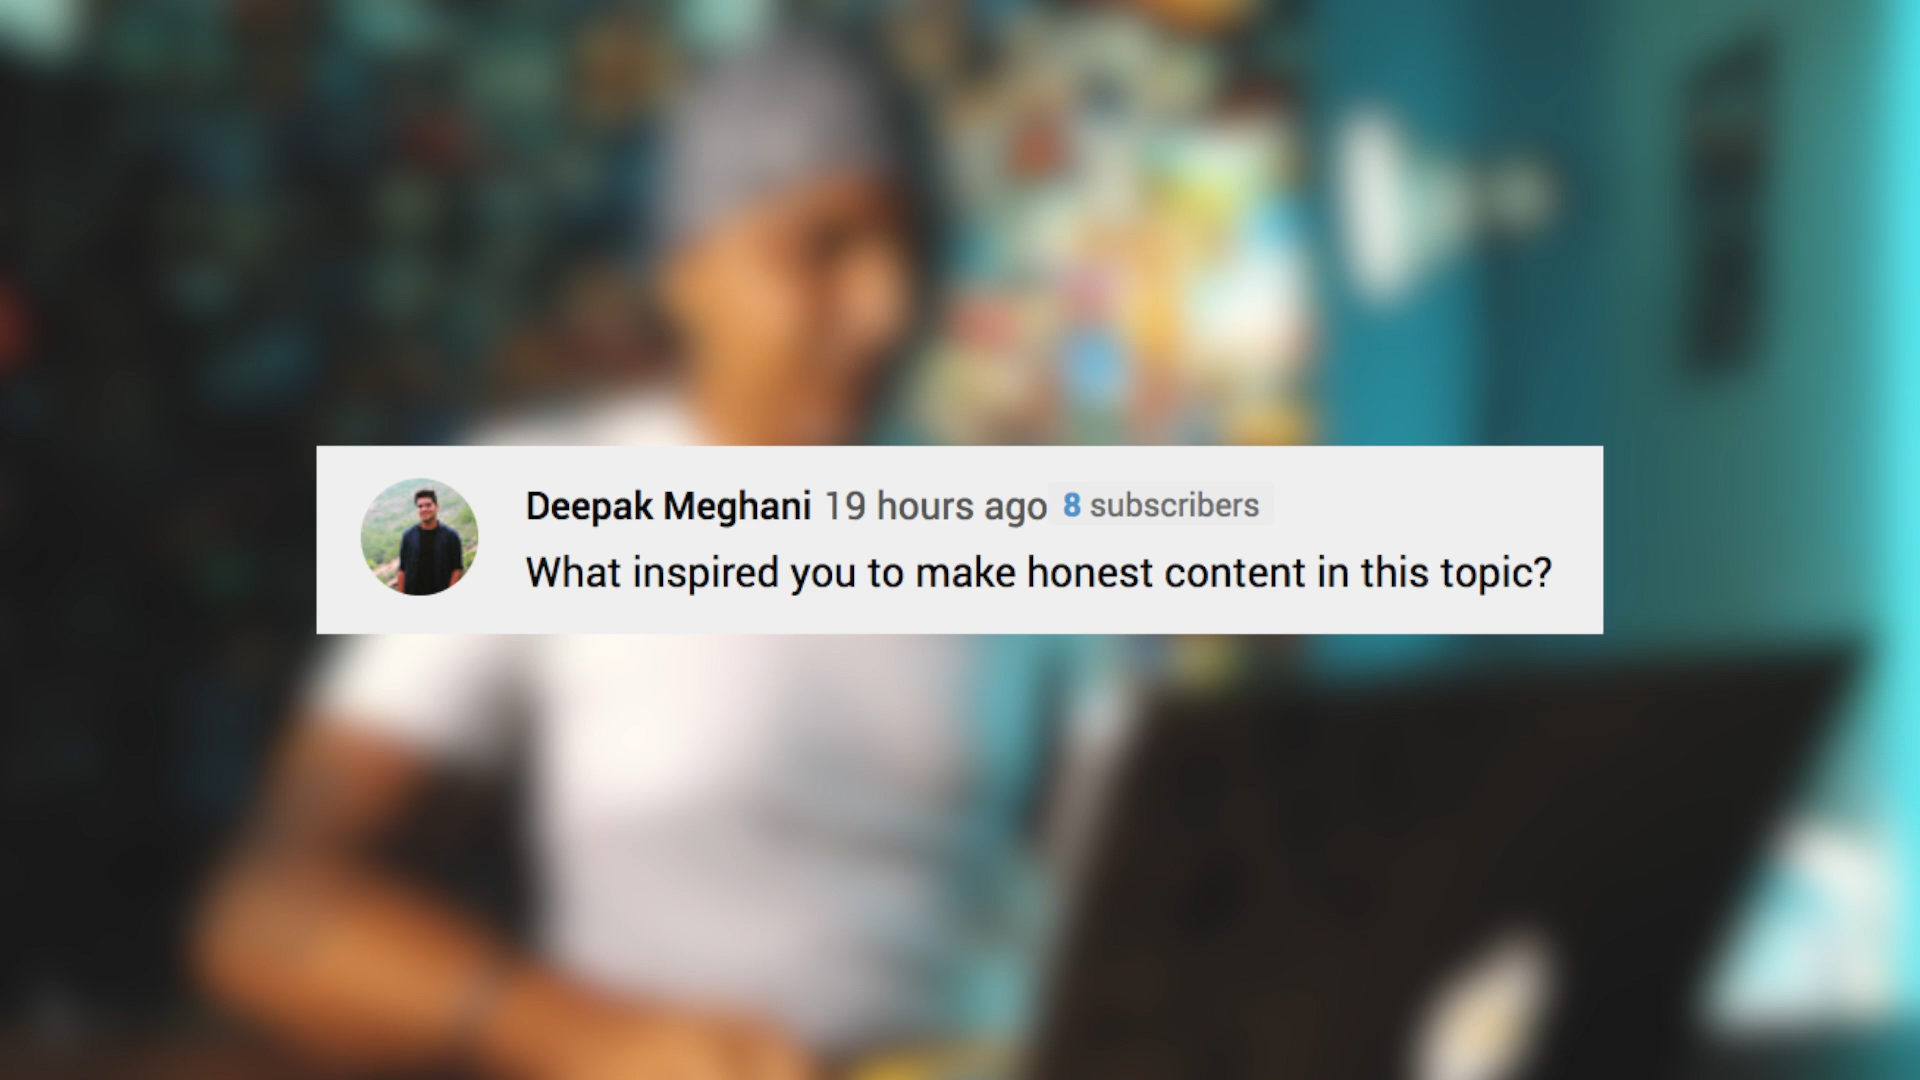 Deepak Meghani 19 hours ago 8 subscribers
What inspired you to make honest content in this topic?